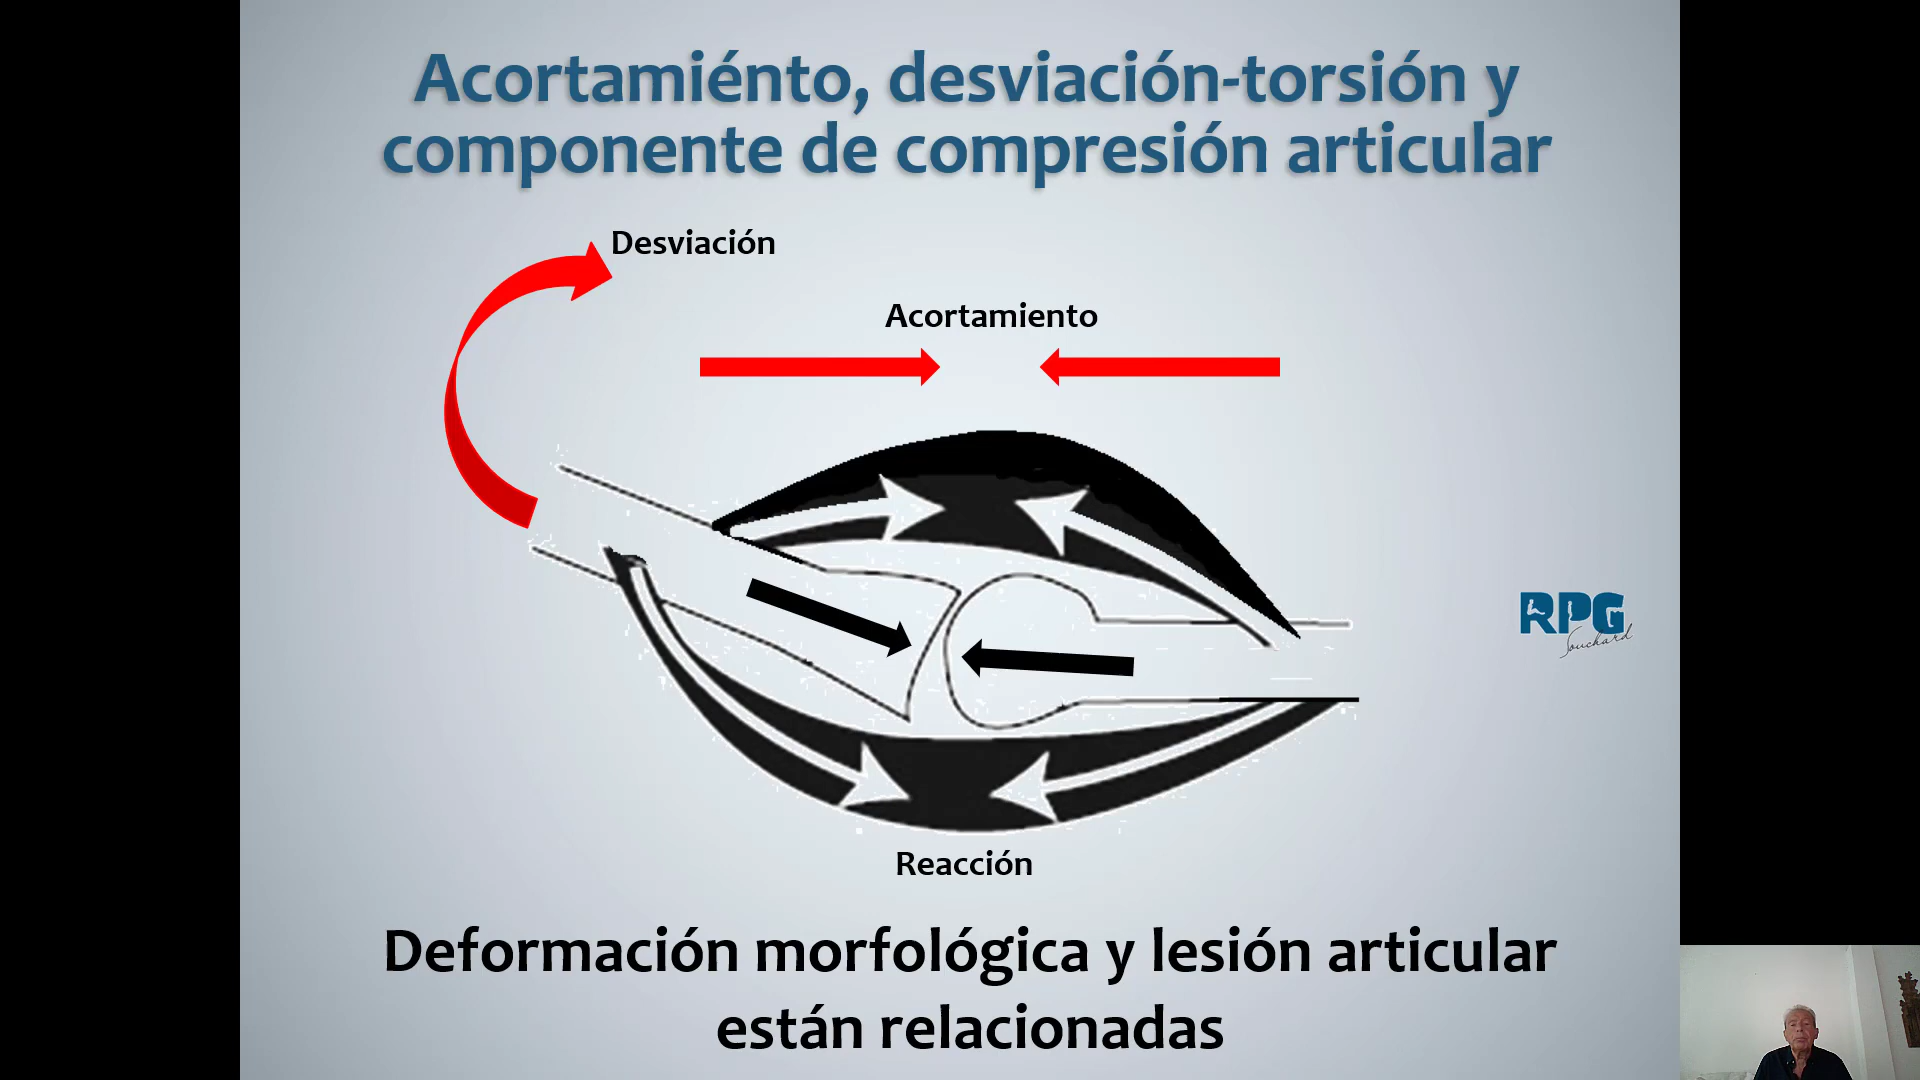 Acortamiénto, desviación-torsión y
componente de compresión articular
Desviación
Acortamiento
RPG
Souchard
Reacción
Deformación morfológica y lesión articular
están relacionadas